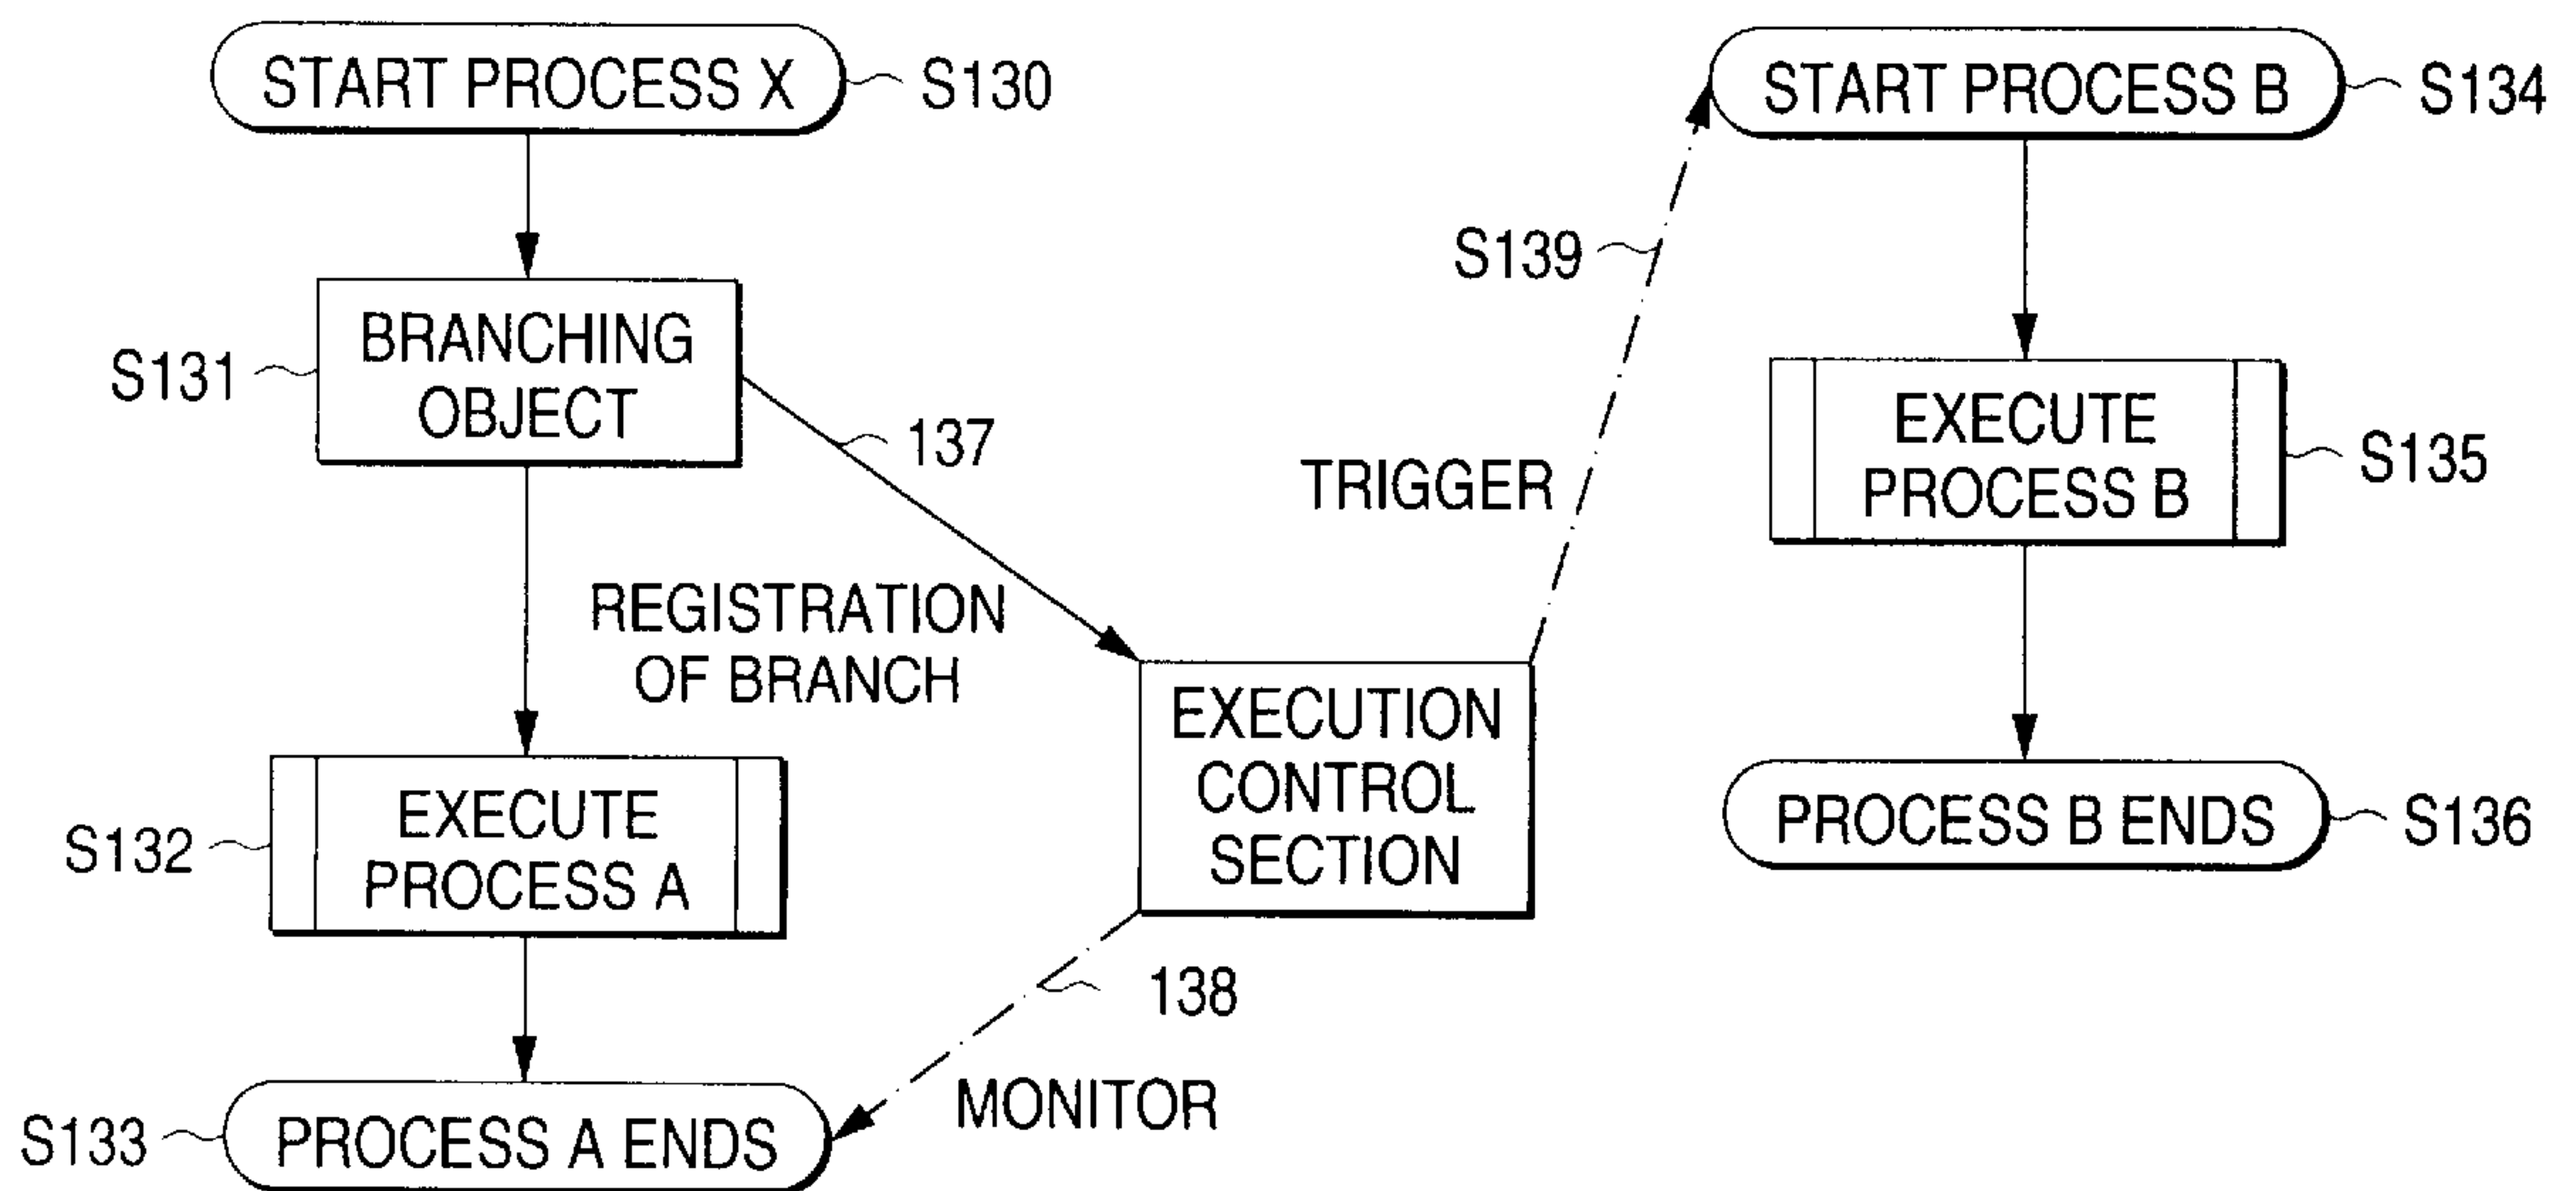 START PROCESS X
S130
BRANCHING
OBJECT
S131
137
REGISTRATION
OF BRANCH
EXECUTE
PROCESS A
S132
PROCESS A ENDS
S133
EXECUTION
CONTROL
SECTION
138
MONITOR
S139
TRIGGER
START PROCESS B
S134
EXECUTE
PROCESS B
S135
PROCESS B ENDS
S136